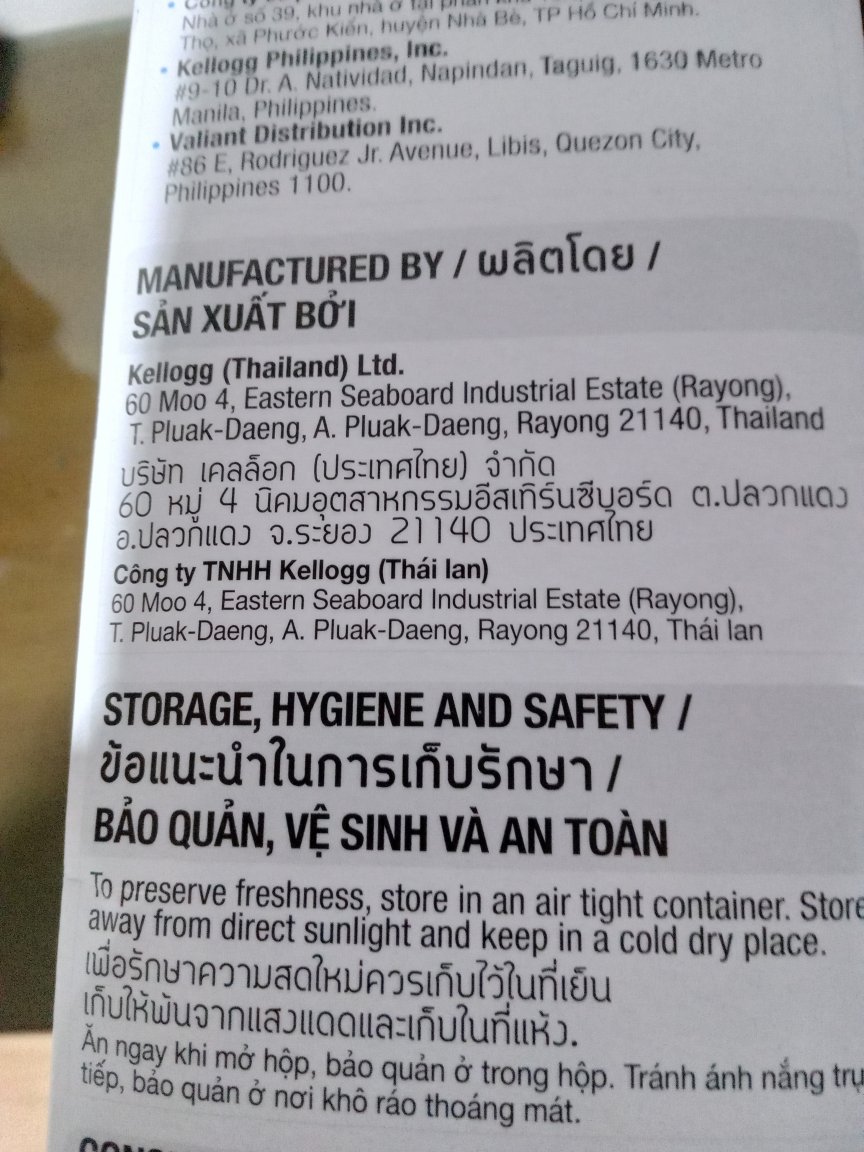 • Công ty
Nhà ở số 39, khu nhà ở tại phân khu
Thọ, xã Phước Kiển, huyện Nhà Bè, TP Hồ Chí Minh.
• Kellogg Philippines, Inc.
#9-10 Dr. A. Natividad, Napindan, Taguig, 1630 Metro
Manila, Philippines.
• Valiant Distribution Inc.
#86 E, Rodriguez Jr. Avenue, Libis, Quezon City,
Philippines 1100.
MANUFACTURED BY / ผลิตโดย /
SẢN XUẤT BỞI
Kellogg (Thailand) Ltd.
60 Moo 4, Eastern Seaboard Industrial Estate (Rayong),
T. Pluak-Daeng, A. Pluak-Daeng, Rayong 21140, Thailand
บริษัท เคลล็อก (ประเทศไทย) จำกัด
60 หมู่ 4 นิคมอุตสาหกรรมอีสเทิร์นซีบอร์ด ต.ปลวกแดง
อ.ปลวกแดง จ.ระยอง 21140 ประเทศไทย
Công ty TNHH Kellogg (Thái lan)
60 Moo 4, Eastern Seaboard Industrial Estate (Rayong),
T. Pluak-Daeng, A. Pluak-Daeng, Rayong 21140, Thái lan
STORAGE, HYGIENE AND SAFETY /
ข้อแนะนำในการเก็บรักษา /
BẢO QUẢN, VỆ SINH VÀ AN TOÀN
To preserve freshness, store in an air tight container. Store
away from direct sunlight and keep in a cold dry place.
เพื่อรักษาความสดใหม่ควรเก็บไว้ในที่เย็น
เก็บให้พ้นจากแสงแดดและเก็บในที่แห้ง.
Ăn ngay khi mở hộp, bảo quản ở trong hộp. Tránh ánh nắng trự
tiếp, bảo quản ở nơi khô ráo thoáng mát.